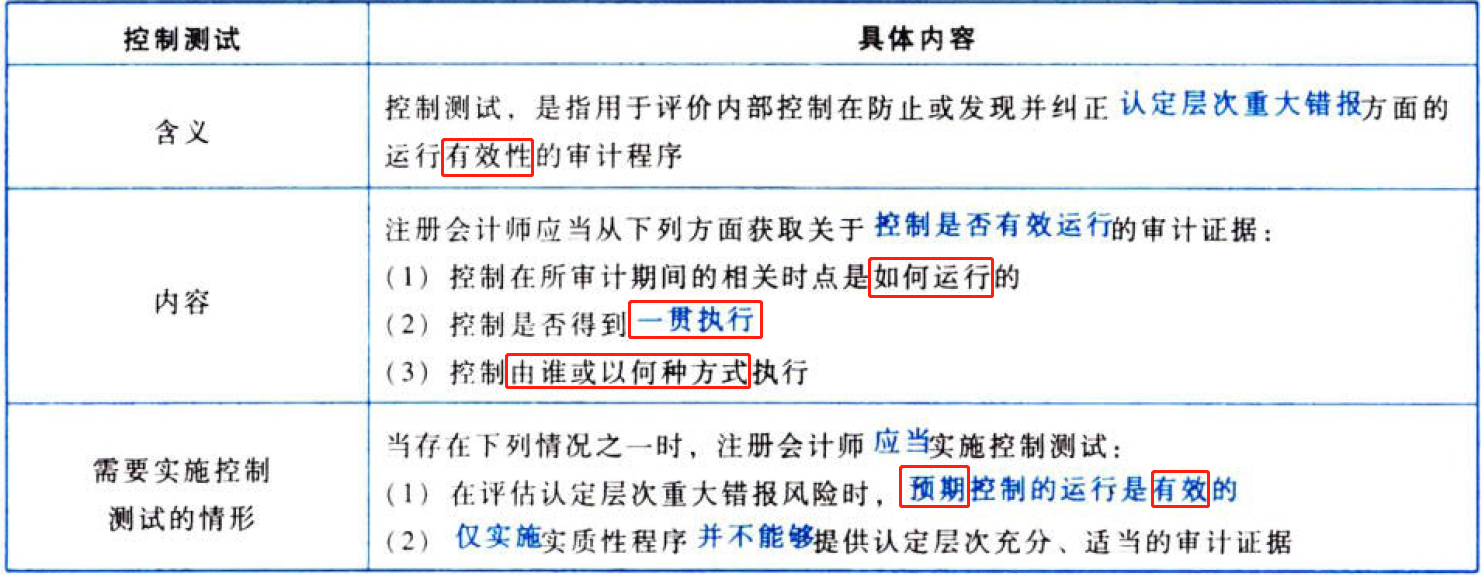 控制测试
具体内容
含义
控制测试，是指用于评价内部控制在防止或发现并纠正认定层次重大错报方面的
运行有效性的审计程序
内容
注册会计师应当从下列方面获取关于控制是否有效运行的审计证据：
（1）控制在所审计期间的相关时点是如何运行的
（2）控制是否得到一贯执行
（3）控制由谁或以何种方式执行
需要实施控制
测试的情形
当存在下列情况之一时，注册会计师应当实施控制测试：
（1）在评估认定层次重大错报风险时，预期控制的运行是有效的
（2）仅实施实质性程序并不能够提供认定层次充分、适当的审计证据